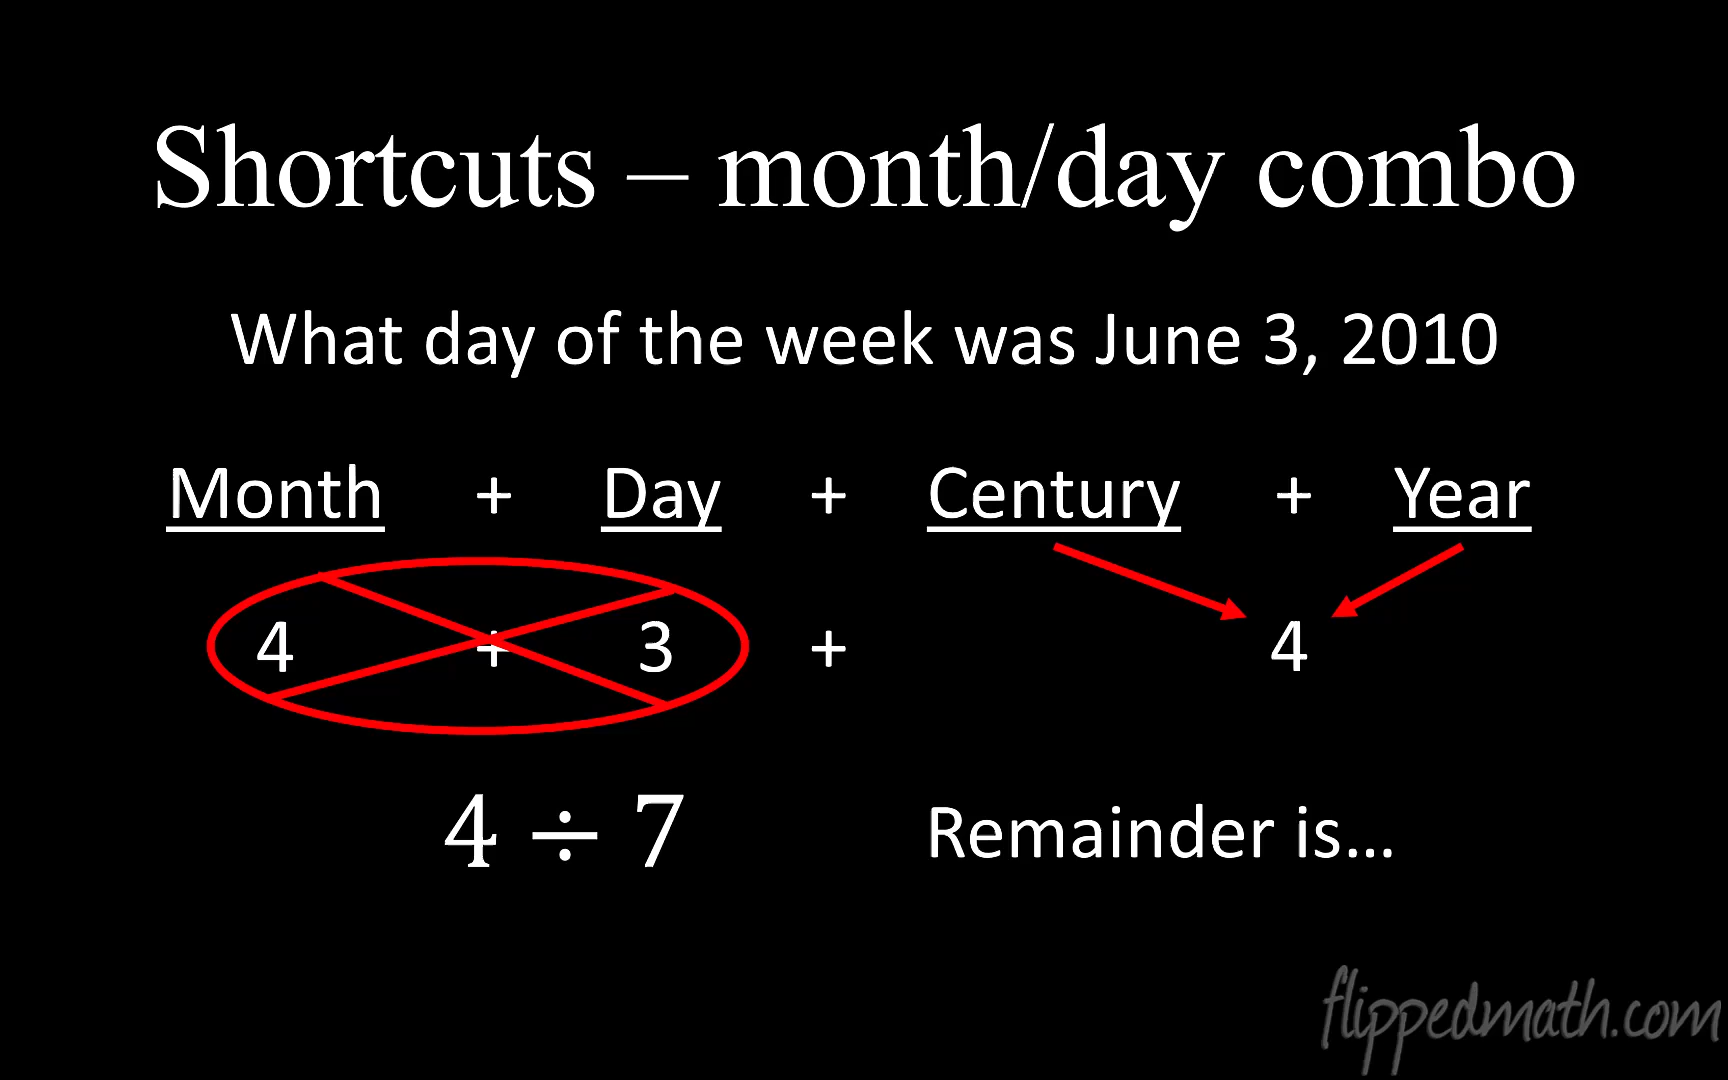 Shortcuts – month/day combo
What day of the week was June 3, 2010
Month + Day + Century + Year
4 + 3 + 4
4 ÷ 7 Remainder is...
flippedmath.com